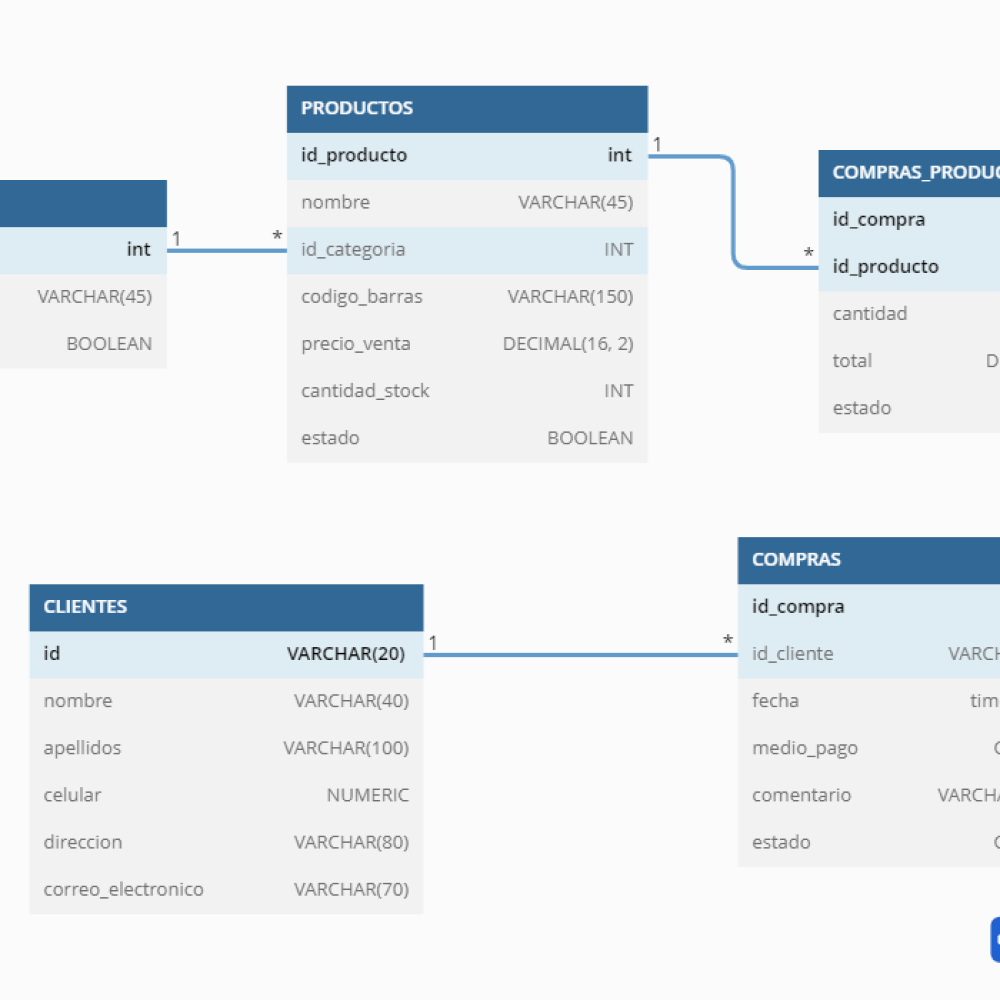 int
VARCHAR(45)
BOOLEAN
1
*
PRODUCTOS
id_producto int
nombre VARCHAR(45)
id_categoria INT
codigo_barras VARCHAR(150)
precio_venta DECIMAL(16, 2)
cantidad_stock INT
estado BOOLEAN
1
*
COMPRAS_PRODUC
id_compra
id_producto
cantidad
total D
estado
CLIENTES
id VARCHAR(20)
nombre VARCHAR(40)
apellidos VARCHAR(100)
celular NUMERIC
direccion VARCHAR(80)
correo_electronico VARCHAR(70)
1
*
COMPRAS
id_compra
id_cliente VARCH
fecha tim
medio_pago
comentario VARCHA
estado